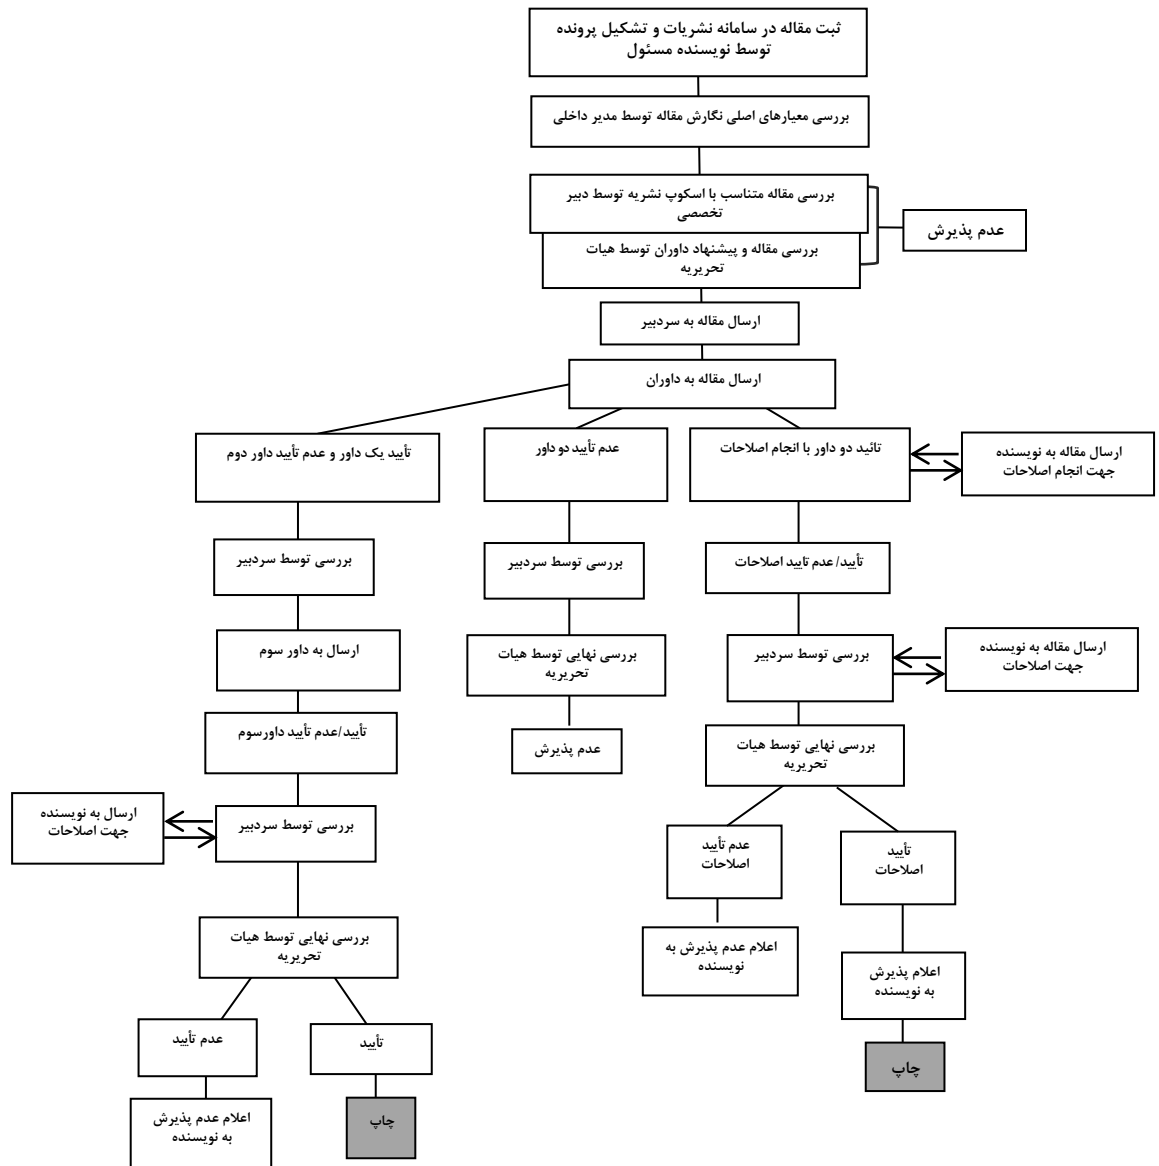 ثبت مقاله در سامانه نشریات و تشکیل پرونده
توسط نویسنده مسئول
بررسی معیارهای اصلی نگارش مقاله توسط مدیر داخلی
بررسی مقاله متناسب با اسکوپ نشریه توسط دبیر
تخصصی
عدم پذیرش
بررسی مقاله و پیشنهاد داوران توسط هیات
تحریریه
ارسال مقاله به سردبیر
ارسال مقاله به داوران
تائید دو داور با انجام اصلاحات
ارسال مقاله به نویسنده
جهت انجام اصلاحات
تأیید/عدم تایید اصلاحات
بررسی توسط سردبیر
ارسال مقاله به نویسنده
جهت اصلاحات
بررسی نهایی توسط هیات
تحریریه
تأیید
اصلاحات
اعلام پذیرش
به نویسنده
چاپ
عدم تأیید
اصلاحات
اعلام عدم پذیرش به
نویسنده
عدم تأیید دو داور
بررسی توسط سردبیر
بررسی نهایی توسط هیات
تحریریه
عدم پذیرش
تأیید یک داور و عدم تأیید داور دوم
بررسی توسط سردبیر
ارسال به داور سوم
تأیید/عدم تأیید داورسوم
بررسی توسط سردبیر
ارسال به نویسنده
جهت اصلاحات
بررسی نهایی توسط هیات
تحریریه
تأیید
چاپ
عدم تأیید
اعلام عدم پذیرش
به نویسنده